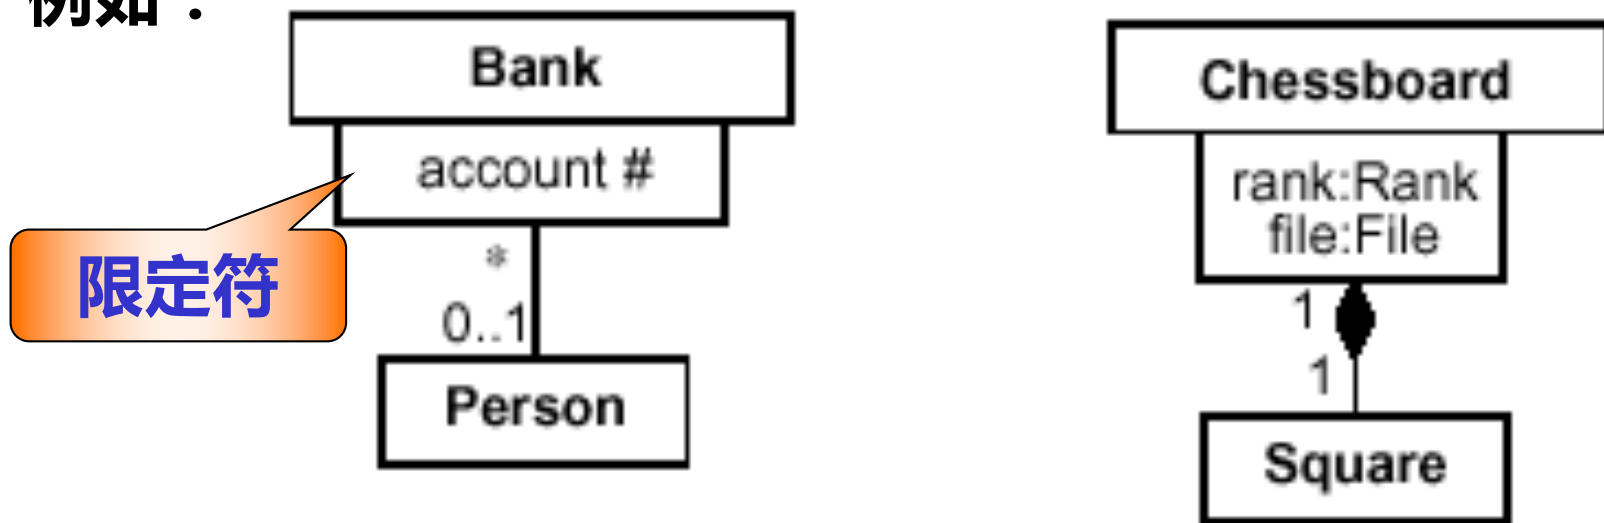 例如：
Bank
account #
限定符
*
0..1
Person
Chessboard
rank:Rank
file:File
1
1
Square